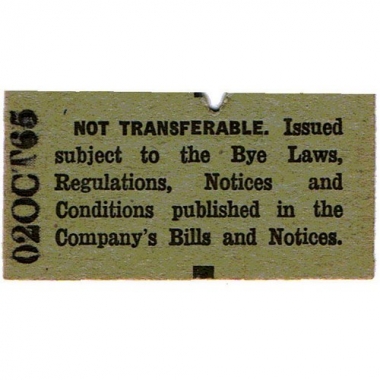 02OCT65
NOT TRANSFERABLE. Issued
subject to the Bye Laws,
Regulations, Notices and
Conditions published in the
Company's Bills and Notices.